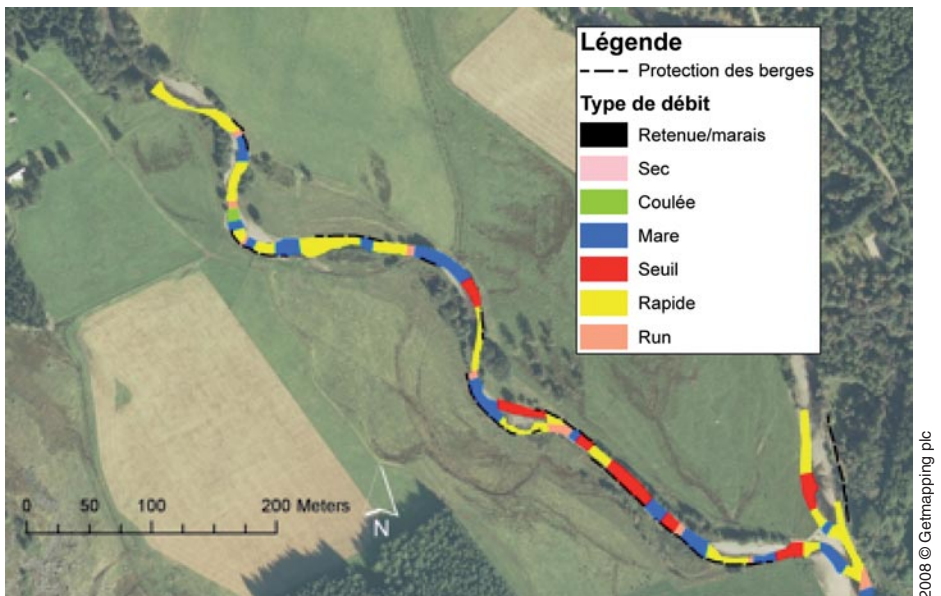 Légende
Protection des berges
Type de débit
Retenue/marais
Sec
Coulée
Mare
Seuil
Rapide
Run
0 50 100 200 Meters
N
2008 © Getmapping plc